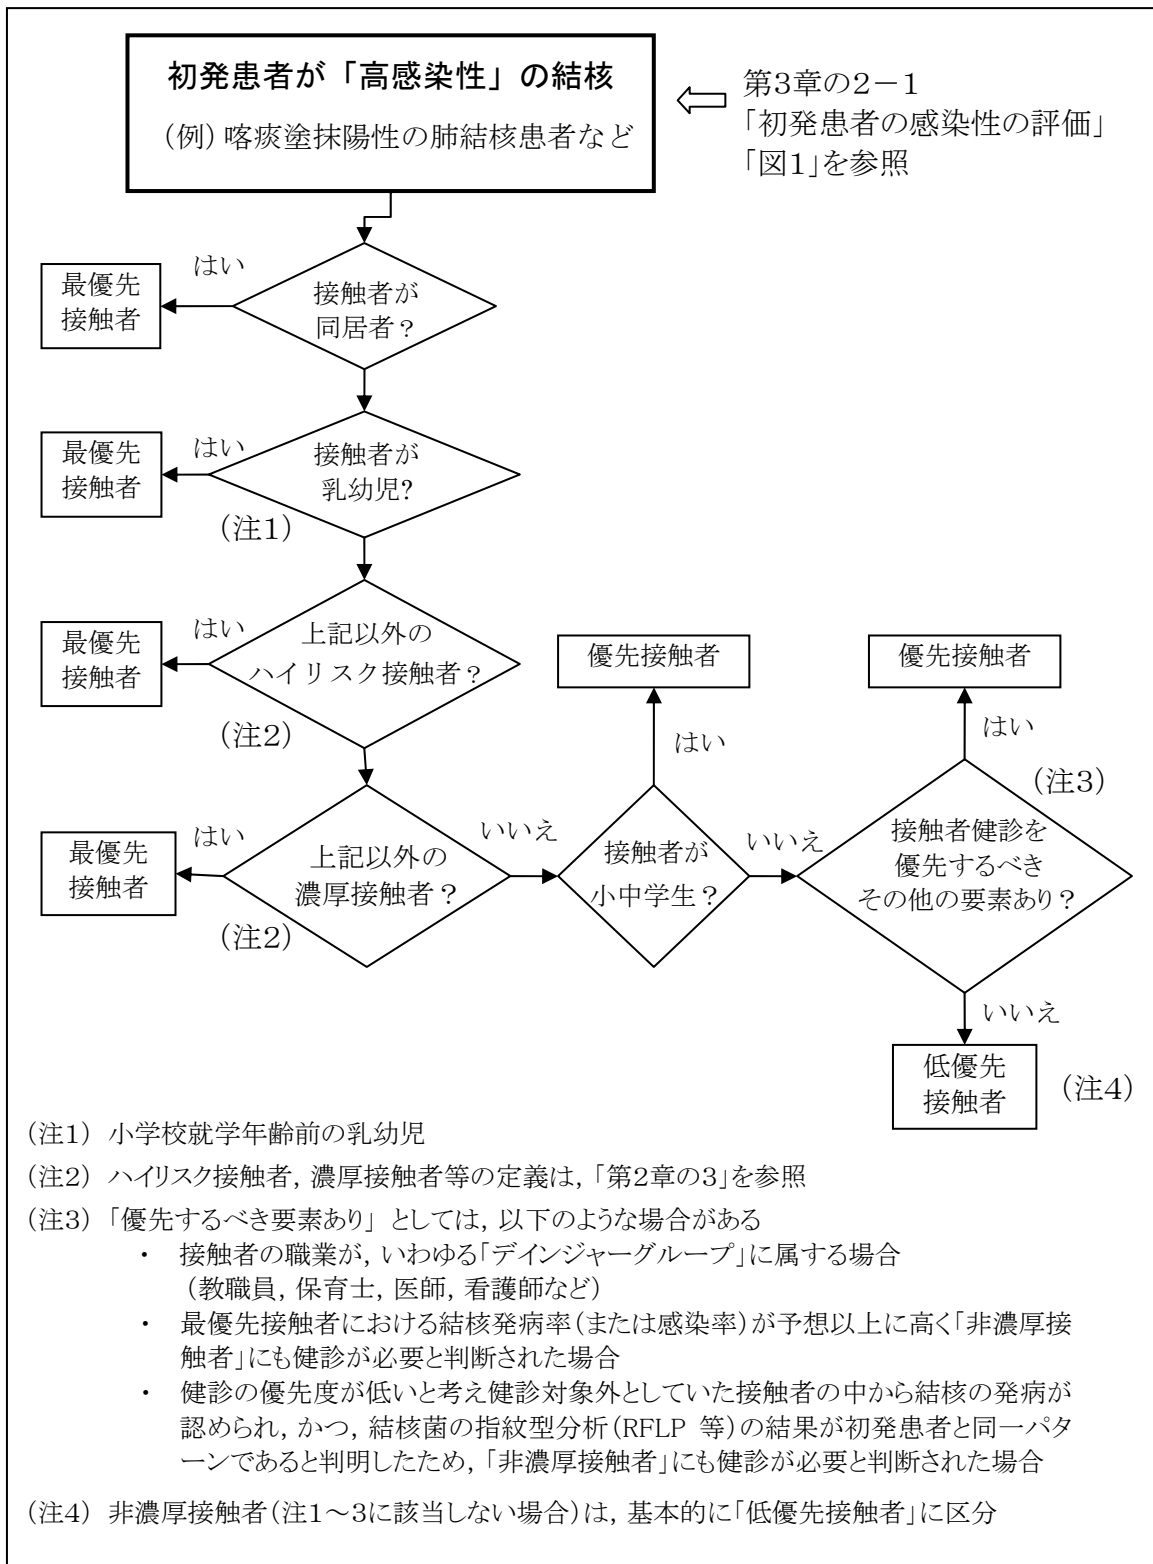 初発患者が「高感染性」の結核
(例) 喀痰塗抹陽性の肺結核患者など
第3章の2－1
「初発患者の感染性の評価」
「図1」を参照
はい
最優先
接触者
接触者が
同居者？
はい
最優先
接触者
接触者が
乳幼児?
(注1)
はい
最優先
接触者
上記以外の
ハイリスク接触者？
(注2)
優先接触者
優先接触者
はい
はい
(注3)
はい
最優先
接触者
上記以外の
濃厚接触者？
(注2)
いいえ
接触者が
小中学生？
いいえ
接触者健診を
優先するべき
その他の要素あり？
いいえ
低優先
接触者
(注4)
(注1) 小学校就学年齢前の乳幼児
(注2) ハイリスク接触者, 濃厚接触者等の定義は, 「第2章の3」を参照
(注3) 「優先するべき要素あり」 としては, 以下のような場合がある
・ 接触者の職業が, いわゆる「デインジャーグループ」に属する場合
(教職員, 保育士, 医師, 看護師など)
・ 最優先接触者における結核発病率(または感染率)が予想以上に高く「非濃厚接
触者」にも健診が必要と判断された場合
・ 健診の優先度が低いと考え健診対象外としていた接触者の中から結核の発病が
認められ, かつ, 結核菌の指紋型分析(RFLP 等)の結果が初発患者と同一パタ
ーンであると判明したため, 「非濃厚接触者」にも健診が必要と判断された場合
(注4) 非濃厚接触者(注1～3に該当しない場合)は, 基本的に「低優先接触者」に区分